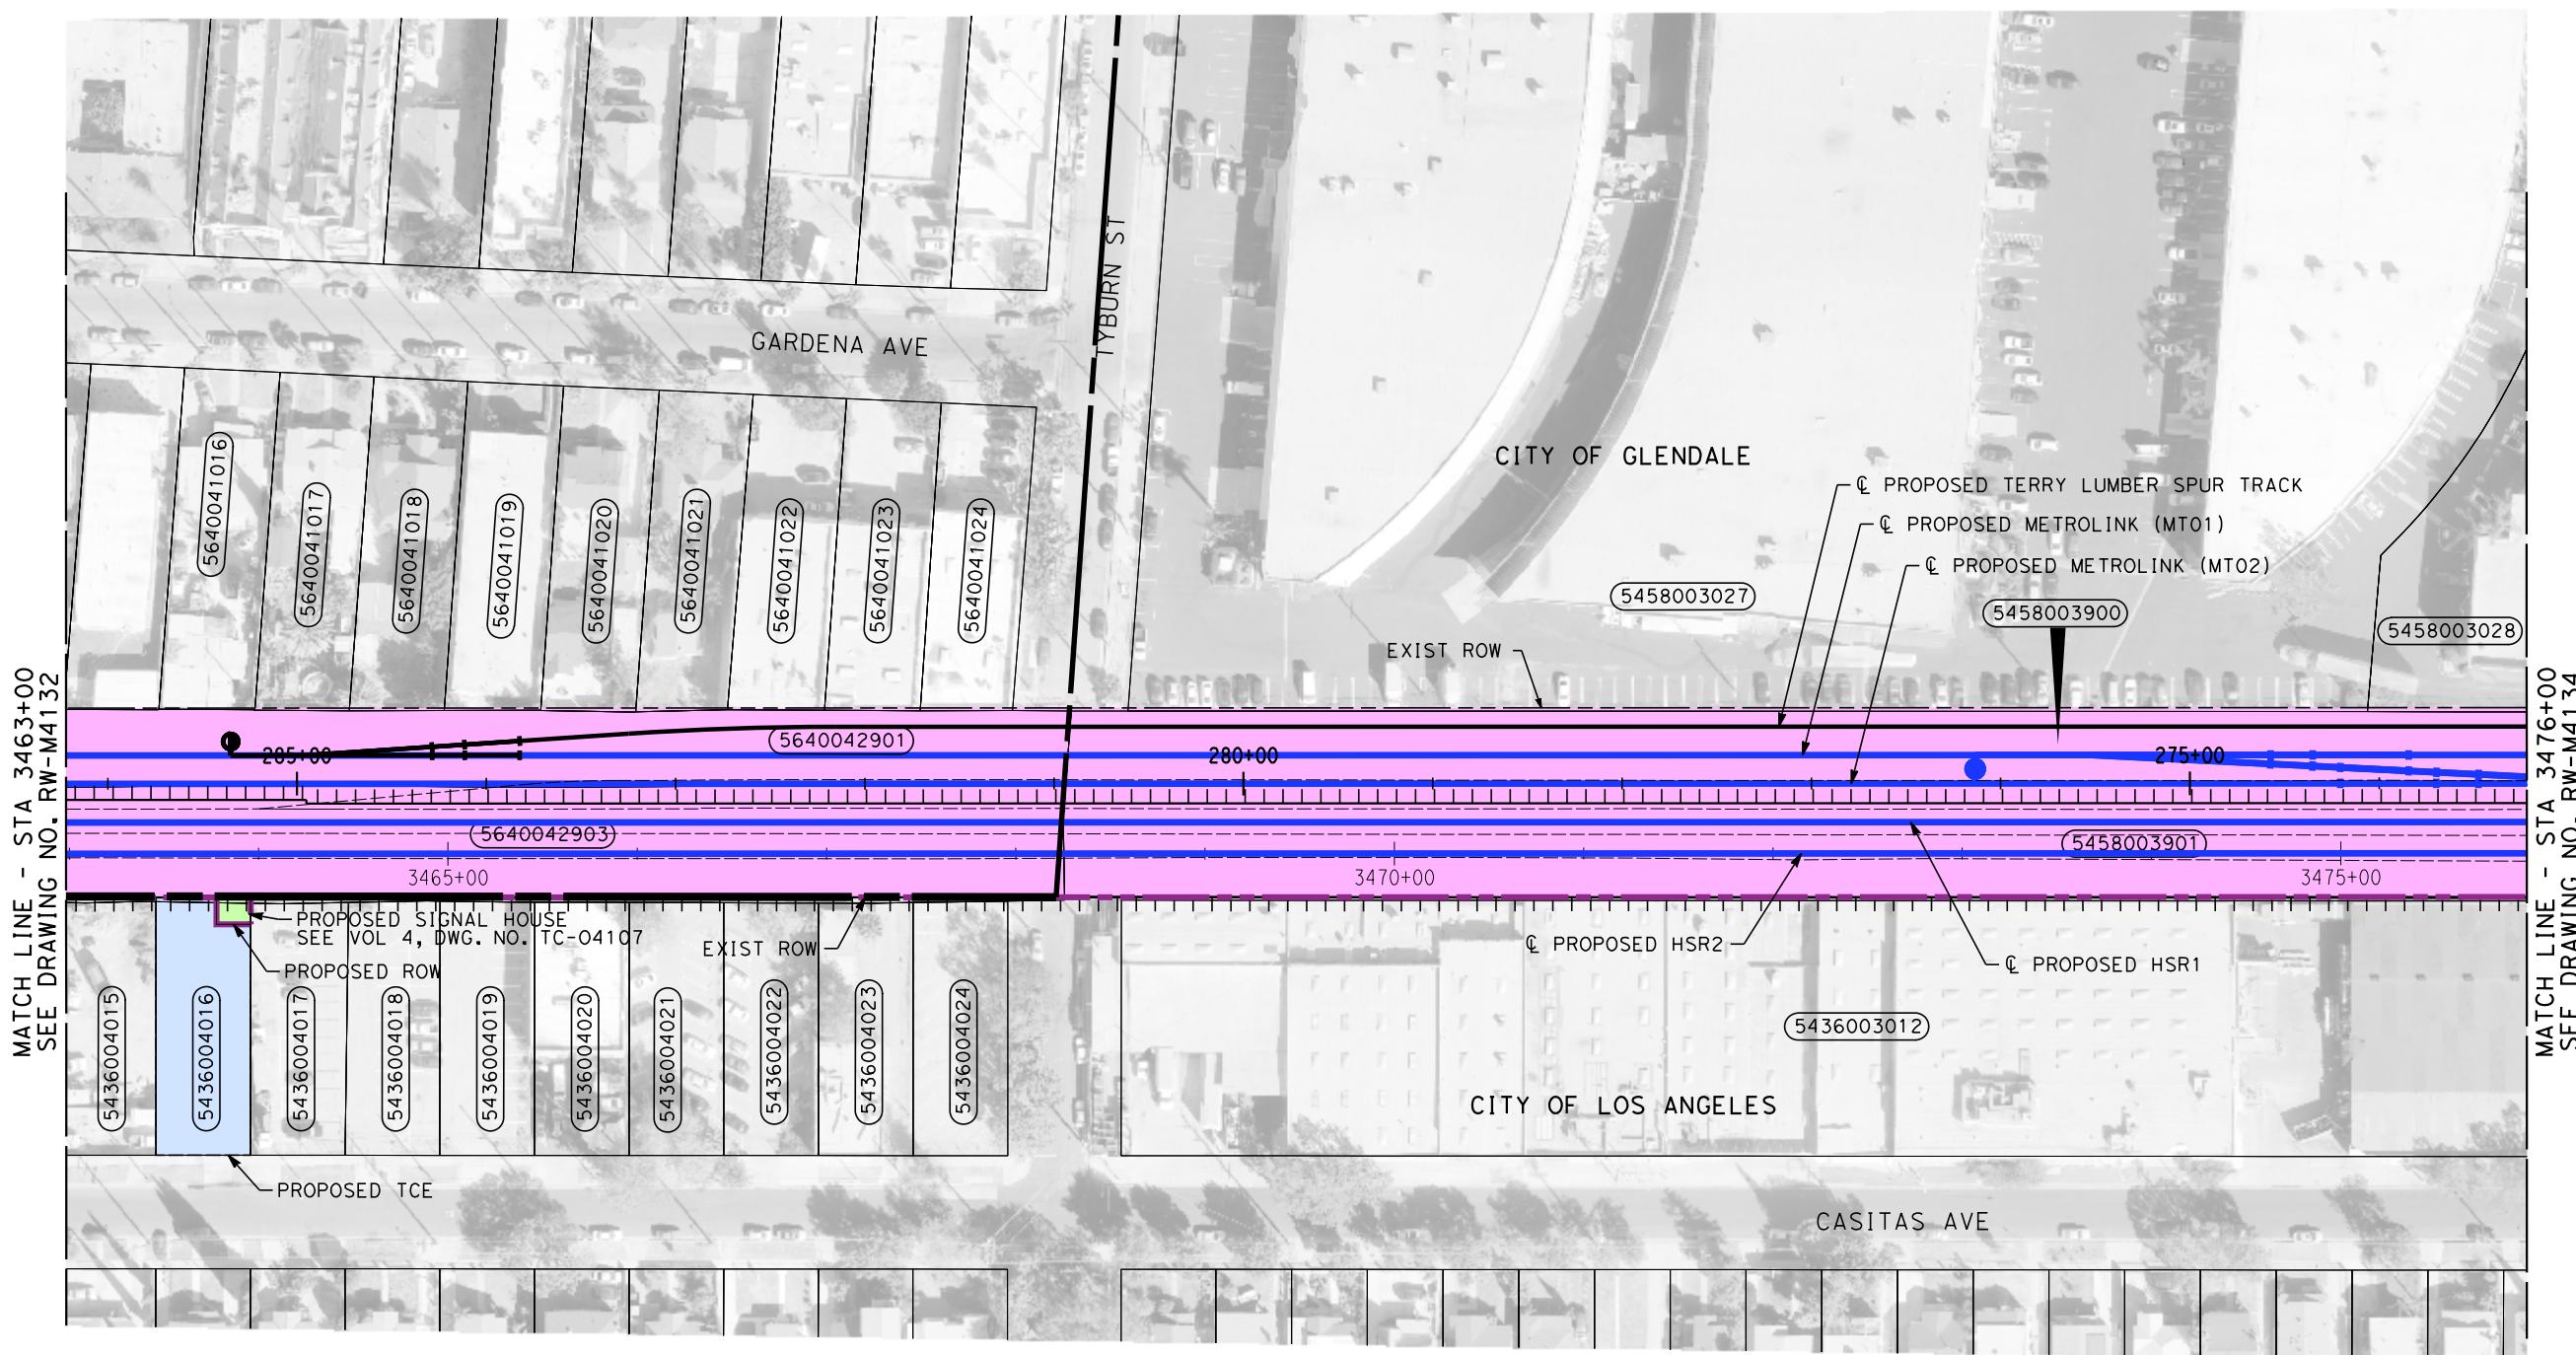 GARDENA AVE
TYBURN ST
CITY OF GLENDALE
℄ PROPOSED TERRY LUMBER SPUR TRACK
℄ PROPOSED METROLINK (MT01)
℄ PROPOSED METROLINK (MT02)
5640041016
5640041017
5640041018
5640041019
5640041020
5640041021
5640041022
5640041023
5640041024
5458003027
5458003900
5458003028
EXIST ROW
MATCH LINE - STA 3463+00
SEE DRAWING NO. RW-M4132
MATCH LINE - STA 3476+00
SEE DRAWING NO. RW-M4134
5640042901
285+00
280+00
275+00
5640042903
5458003901
3465+00
3470+00
3475+00
PROPOSED SIGNAL HOUSE
SEE VOL 4, DWG. NO. TC-04107
PROPOSED ROW
EXIST ROW
℄ PROPOSED HSR2
℄ PROPOSED HSR1
5436004015
5436004016
5436004017
5436004018
5436004019
5436004020
5436004021
5436004022
5436004023
5436004024
5436003012
CITY OF LOS ANGELES
PROPOSED TCE
CASITAS AVE